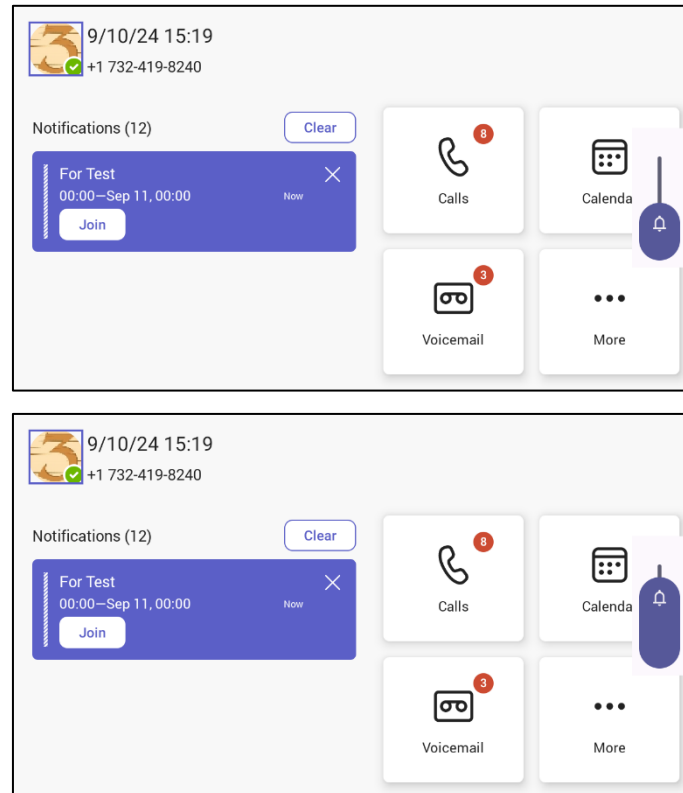 9/10/24 15:19
+1 732-419-8240
Notifications (12)
Clear
For Test
00:00—Sep 11, 00:00
Now
Join
8
Calls
Calenda
3
Voicemail
More
9/10/24 15:19
+1 732-419-8240
Notifications (12)
Clear
For Test
00:00—Sep 11, 00:00
Now
Join
8
Calls
Calenda
3
Voicemail
More